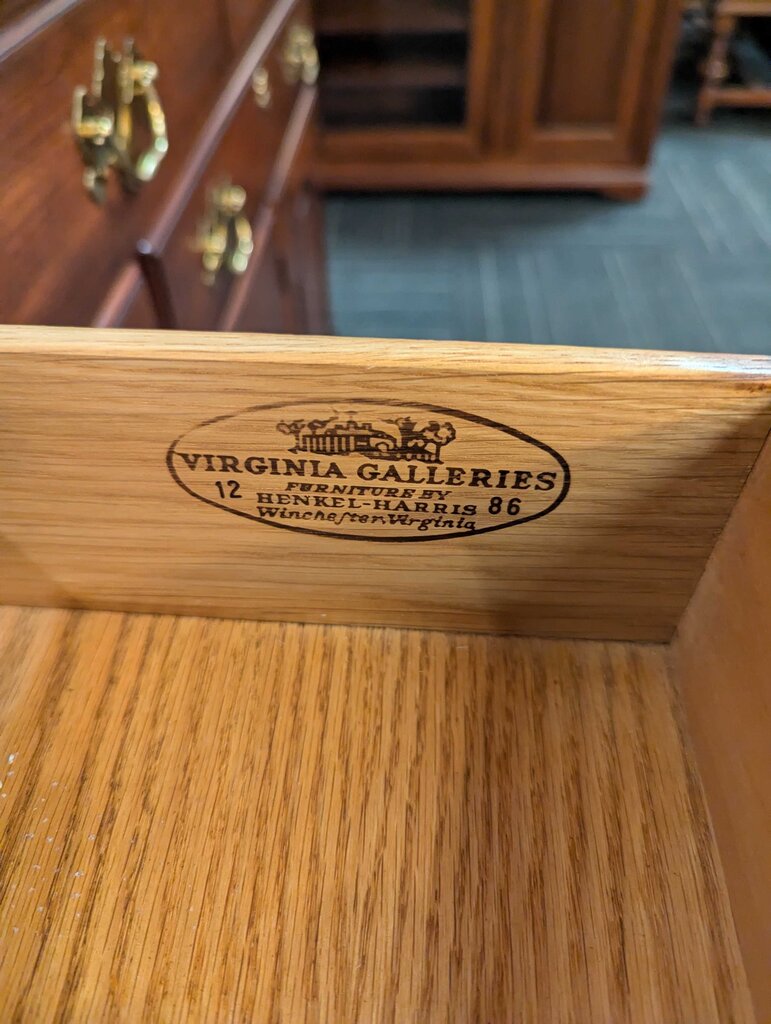 VIRGINIA GALLERIES
FURNITURE BY
12 HENKEL-HARRIS 86
Winchester, Virginia